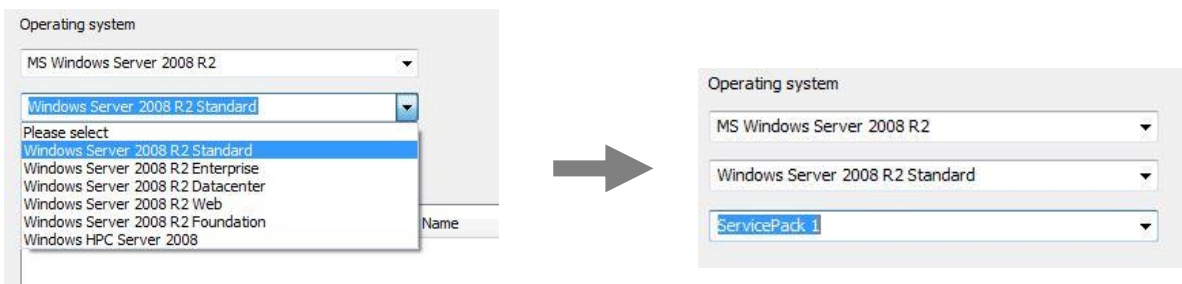 Operating system
MS Windows Server 2008 R2
Windows Server 2008 R2 Standard
Please select
Windows Server 2008 R2 Standard
Windows Server 2008 R2 Enterprise
Windows Server 2008 R2 Datacenter
Windows Server 2008 R2 Web
Windows Server 2008 R2 Foundation
Name
Windows HPC Server 2008
Operating system
MS Windows Server 2008 R2
Windows Server 2008 R2 Standard
ServicePack 1